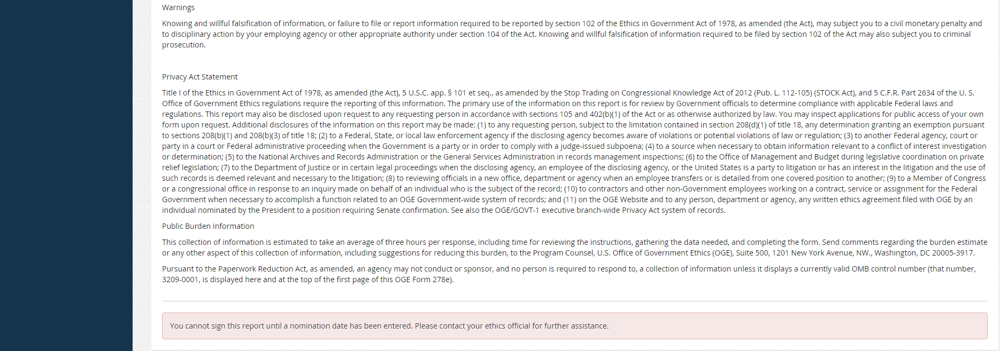 Warnings
Knowing and willful falsification of information, or failure to file or report information required to be reported by section 102 of the Ethics in Government Act of 1978, as amended (the Act), may subject you to a civil monetary penalty and
to disciplinary action by your employing agency or other appropriate authority under section 104 of the Act. Knowing and willful falsification of information required to be filed by section 102 of the Act may also subject you to criminal
prosecution.
Privacy Act Statement
Title I of the Ethics in Government Act of 1978, as amended (the Act), 5 U.S.C. app. § 101 et seq., as amended by the Stop Trading on Congressional Knowledge Act of 2012 (Pub. L. 112-105) (STOCK Act), and 5 C.F.R. Part 2634 of the U. S.
Office of Government Ethics regulations require the reporting of this information. The primary use of the information on this report is for review by Government officials to determine compliance with applicable Federal laws and
regulations. This report may also be disclosed upon request to any requesting person in accordance with sections 105 and 402(b)(1) of the Act or as otherwise authorized by law. You may inspect applications for public access of your own
form upon request. Additional disclosures of the information on this report may be made: (1) to any requesting person, subject to the limitation contained in section 208(d)(1) of title 18, any determination granting an exemption pursuant
to sections 208(b)(1) and 208(b)(3) of title 18; (2) to a Federal, State, or local law enforcement agency if the disclosing agency becomes aware of violations or potential violations of law or regulation; (3) to another Federal agency, court or
party in a court or Federal administrative proceeding when the Government is a party or in order to comply with a judge-issued subpoena; (4) to a source when necessary to obtain information relevant to a conflict of interest investigation
or determination; (5) to the National Archives and Records Administration or the General Services Administration in records management inspections; (6) to the Office of Management and Budget during legislative coordination on private
relief legislation; (7) to the Department of Justice or in certain legal proceedings when the disclosing agency, an employee of the disclosing agency, or the United States is a party to litigation or has an interest in the litigation and the use of
such records is deemed relevant and necessary to the litigation; (8) to reviewing officials in a new office, department or agency when an employee transfers or is detailed from one covered position to another; (9) to a Member of Congress
or a congressional office in response to an inquiry made on behalf of an individual who is the subject of the record; (10) to contractors and other non-Government employees working on a contract, service or assignment for the Federal
Government when necessary to accomplish a function related to an OGE Government-wide system of records; and (11) on the OGE Website and to any person, department or agency, any written ethics agreement filed with OGE by an
individual nominated by the President to a position requiring Senate confirmation. See also the OGE/GOVT-1 executive branch-wide Privacy Act system of records.
Public Burden Information
This collection of information is estimated to take an average of three hours per response, including time for reviewing the instructions, gathering the data needed, and completing the form. Send comments regarding the burden estimate
or any other aspect of this collection of information, including suggestions for reducing this burden, to the Program Counsel, U.S. Office of Government Ethics (OGE), Suite 500, 1201 New York Avenue, NW., Washington, DC 20005-3917.
Pursuant to the Paperwork Reduction Act, as amended, an agency may not conduct or sponsor, and no person is required to respond to, a collection of information unless it displays a currently valid OMB control number (that number,
3209-0001, is displayed here and at the top of the first page of this OGE Form 278e).
You cannot sign this report until a nomination date has been entered. Please contact your ethics official for further assistance.